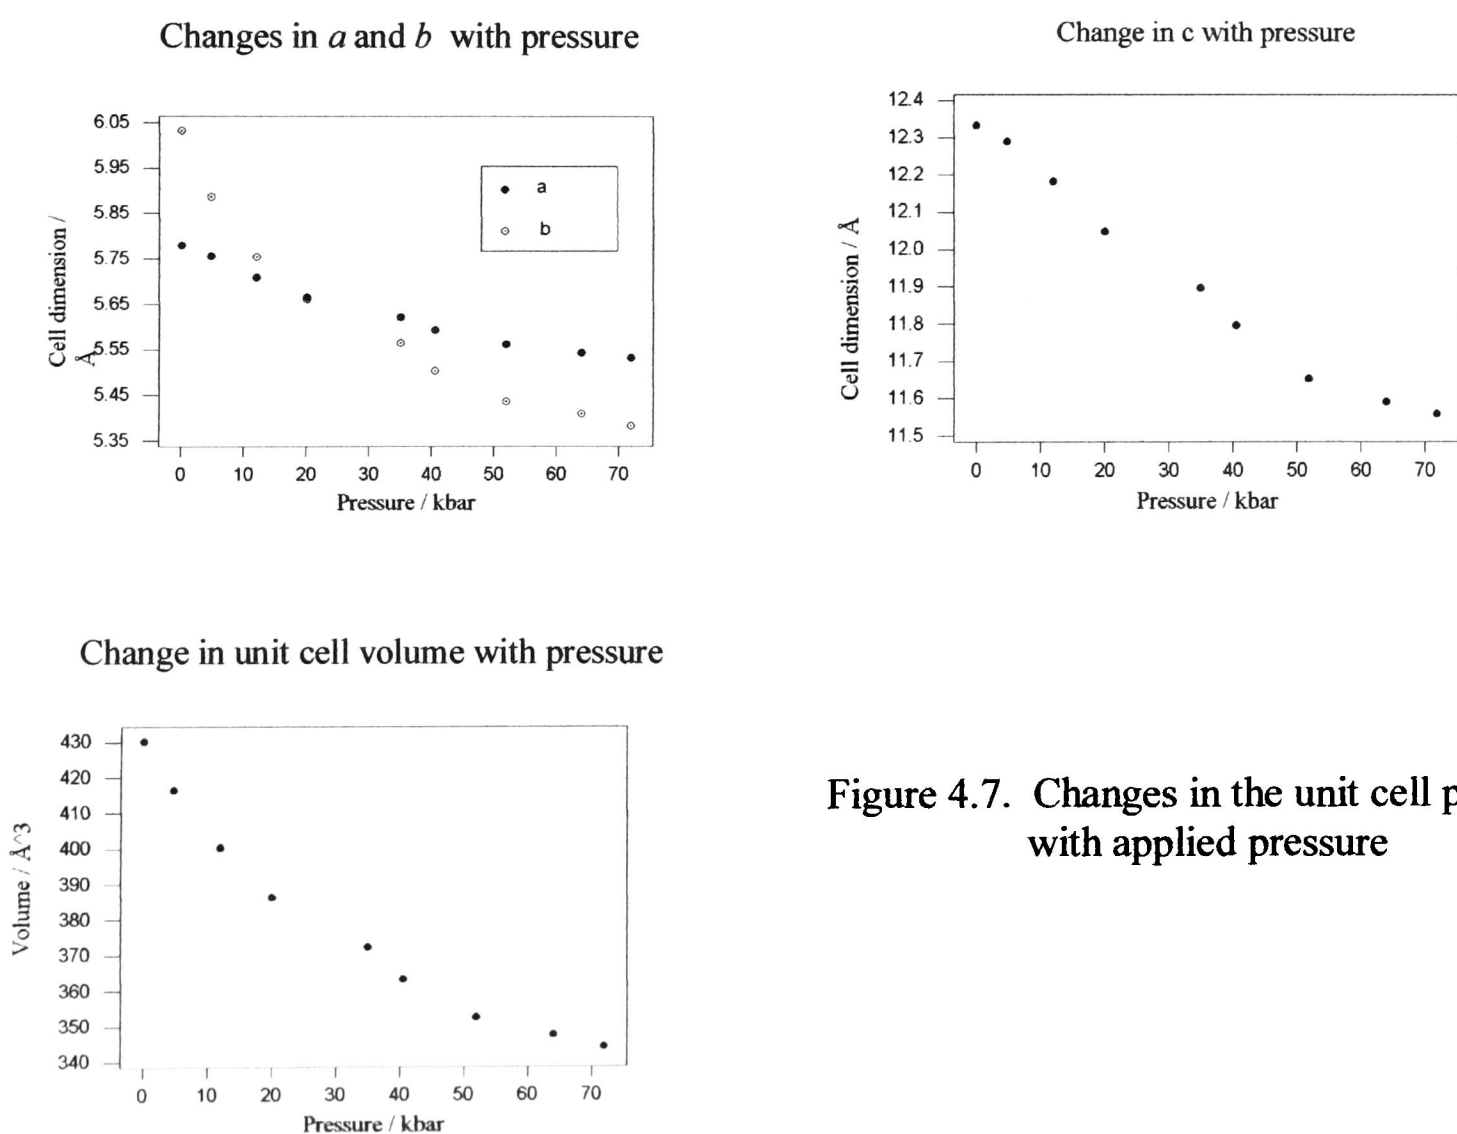 Changes in a and b with pressure
Cell dimension /
Å
6.05
5.95
5.85
5.75
5.65
5.55
5.45
5.35
a
b
0 10 20 30 40 50 60 70
Pressure / kbar
Change in c with pressure
Cell dimension / Å
12.4
12.3
12.2
12.1
12.0
11.9
11.8
11.7
11.6
11.5
0 10 20 30 40 50 60 70
Pressure / kbar
Change in unit cell volume with pressure
Volume / Å^3
430
420
410
400
390
380
370
360
350
340
0 10 20 30 40 50 60 70
Pressure / kbar
Figure 4.7. Changes in the unit cell p
with applied pressure